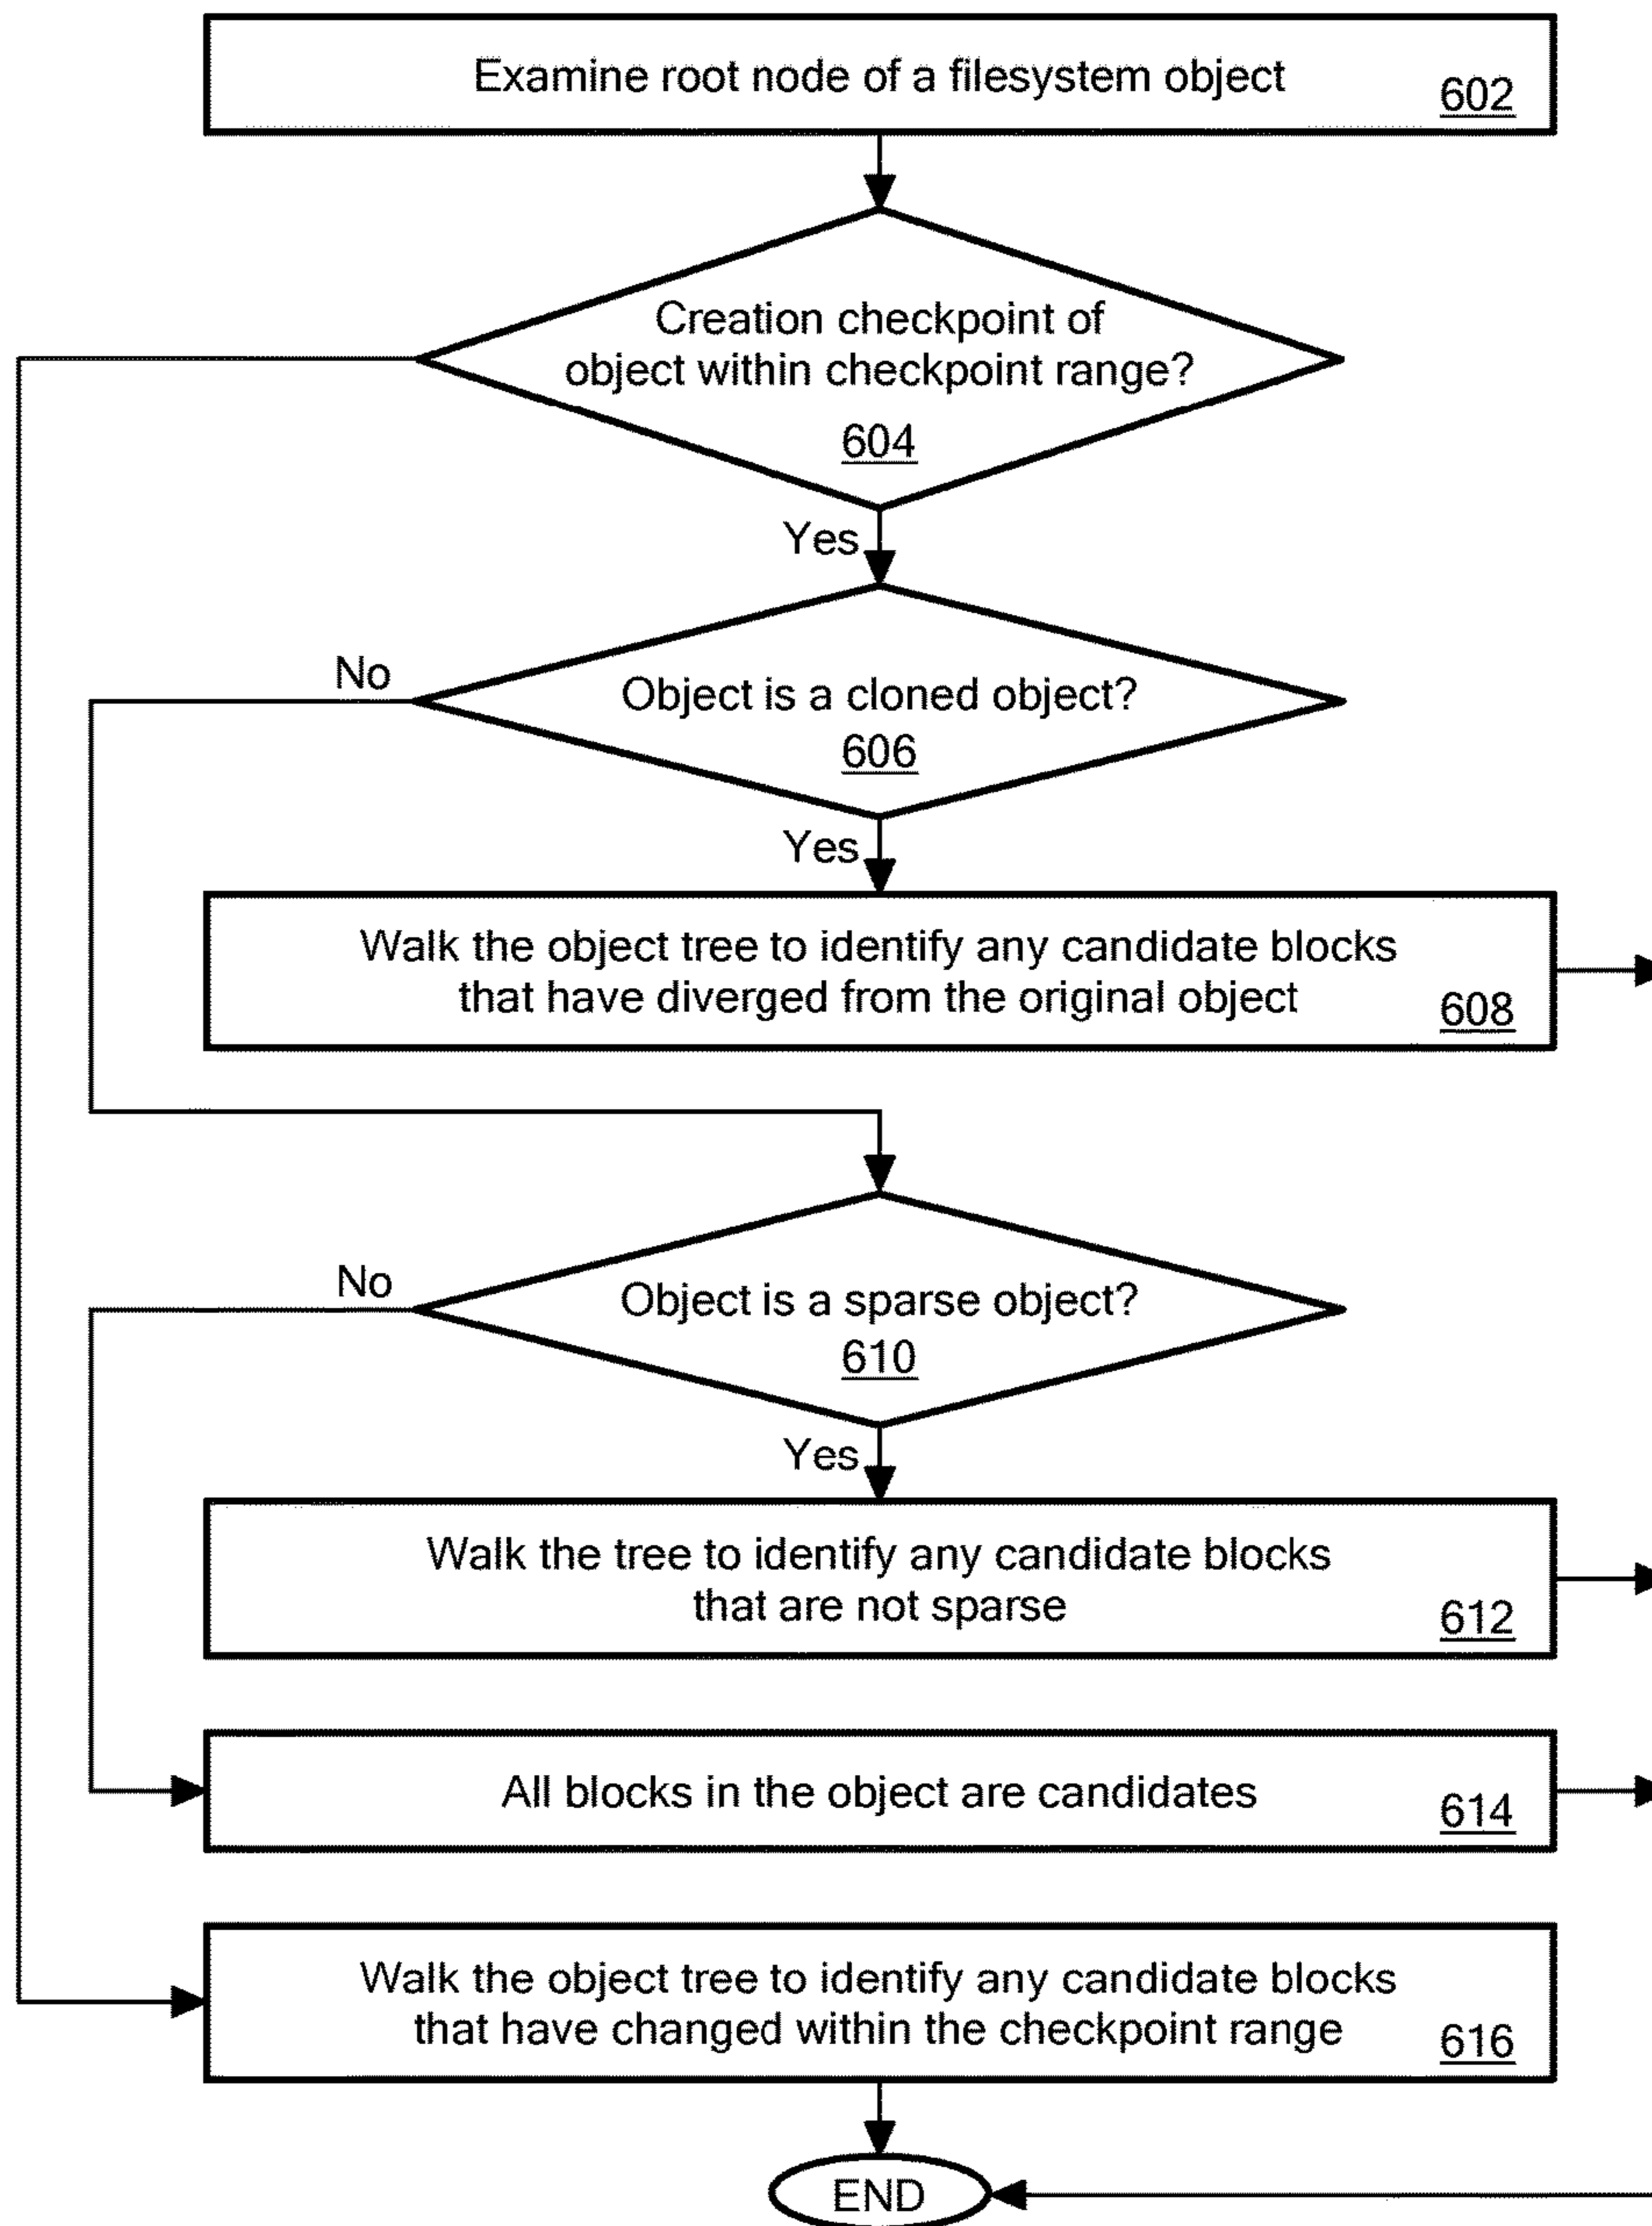 Examine root node of a filesystem object
602
Creation checkpoint of
object within checkpoint range?
604
Yes
No
Object is a cloned object?
606
Yes
Walk the object tree to identify any candidate blocks
that have diverged from the original object
608
No
Object is a sparse object?
610
Yes
Walk the tree to identify any candidate blocks
that are not sparse
612
All blocks in the object are candidates
614
Walk the object tree to identify any candidate blocks
that have changed within the checkpoint range
616
END